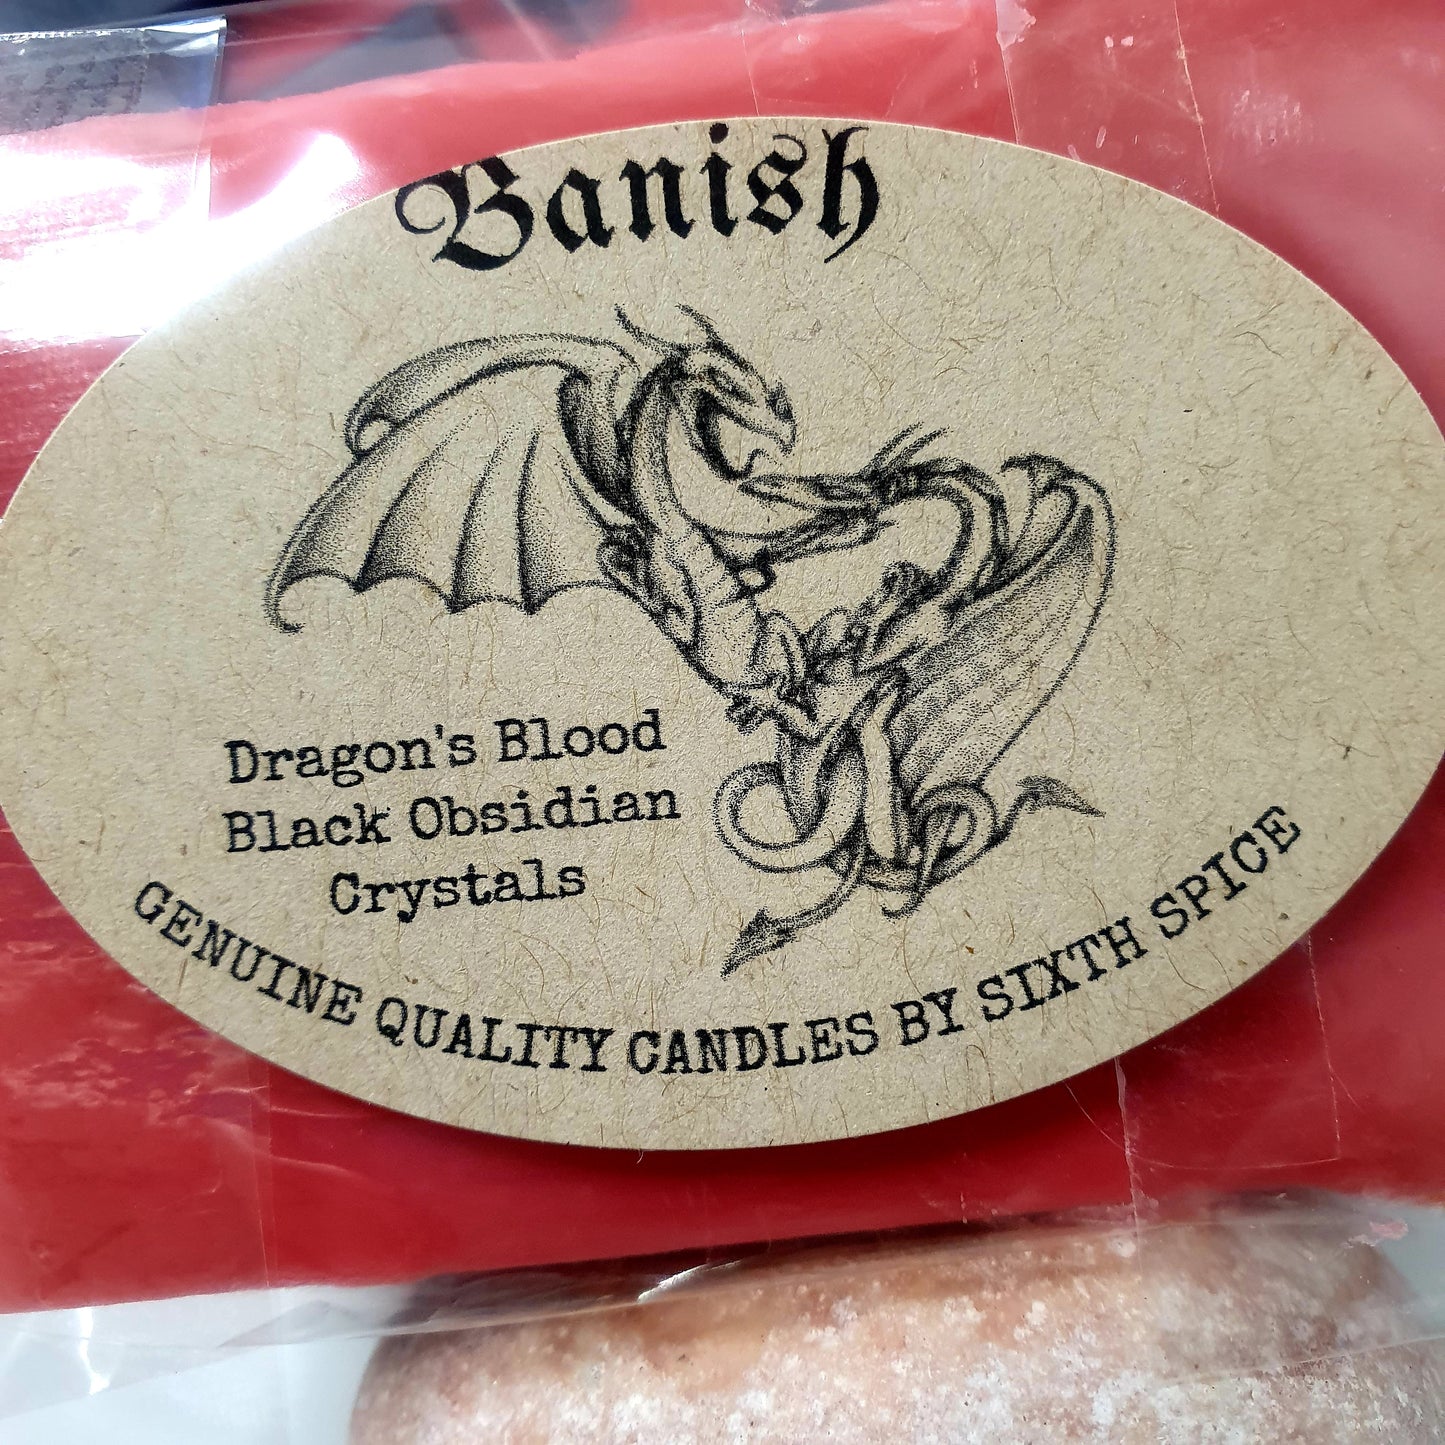 Banish
Dragon's Blood
Black Obsidian
Crystals
GENUINE QUALITY CANDLES BY SIXTH SPICE